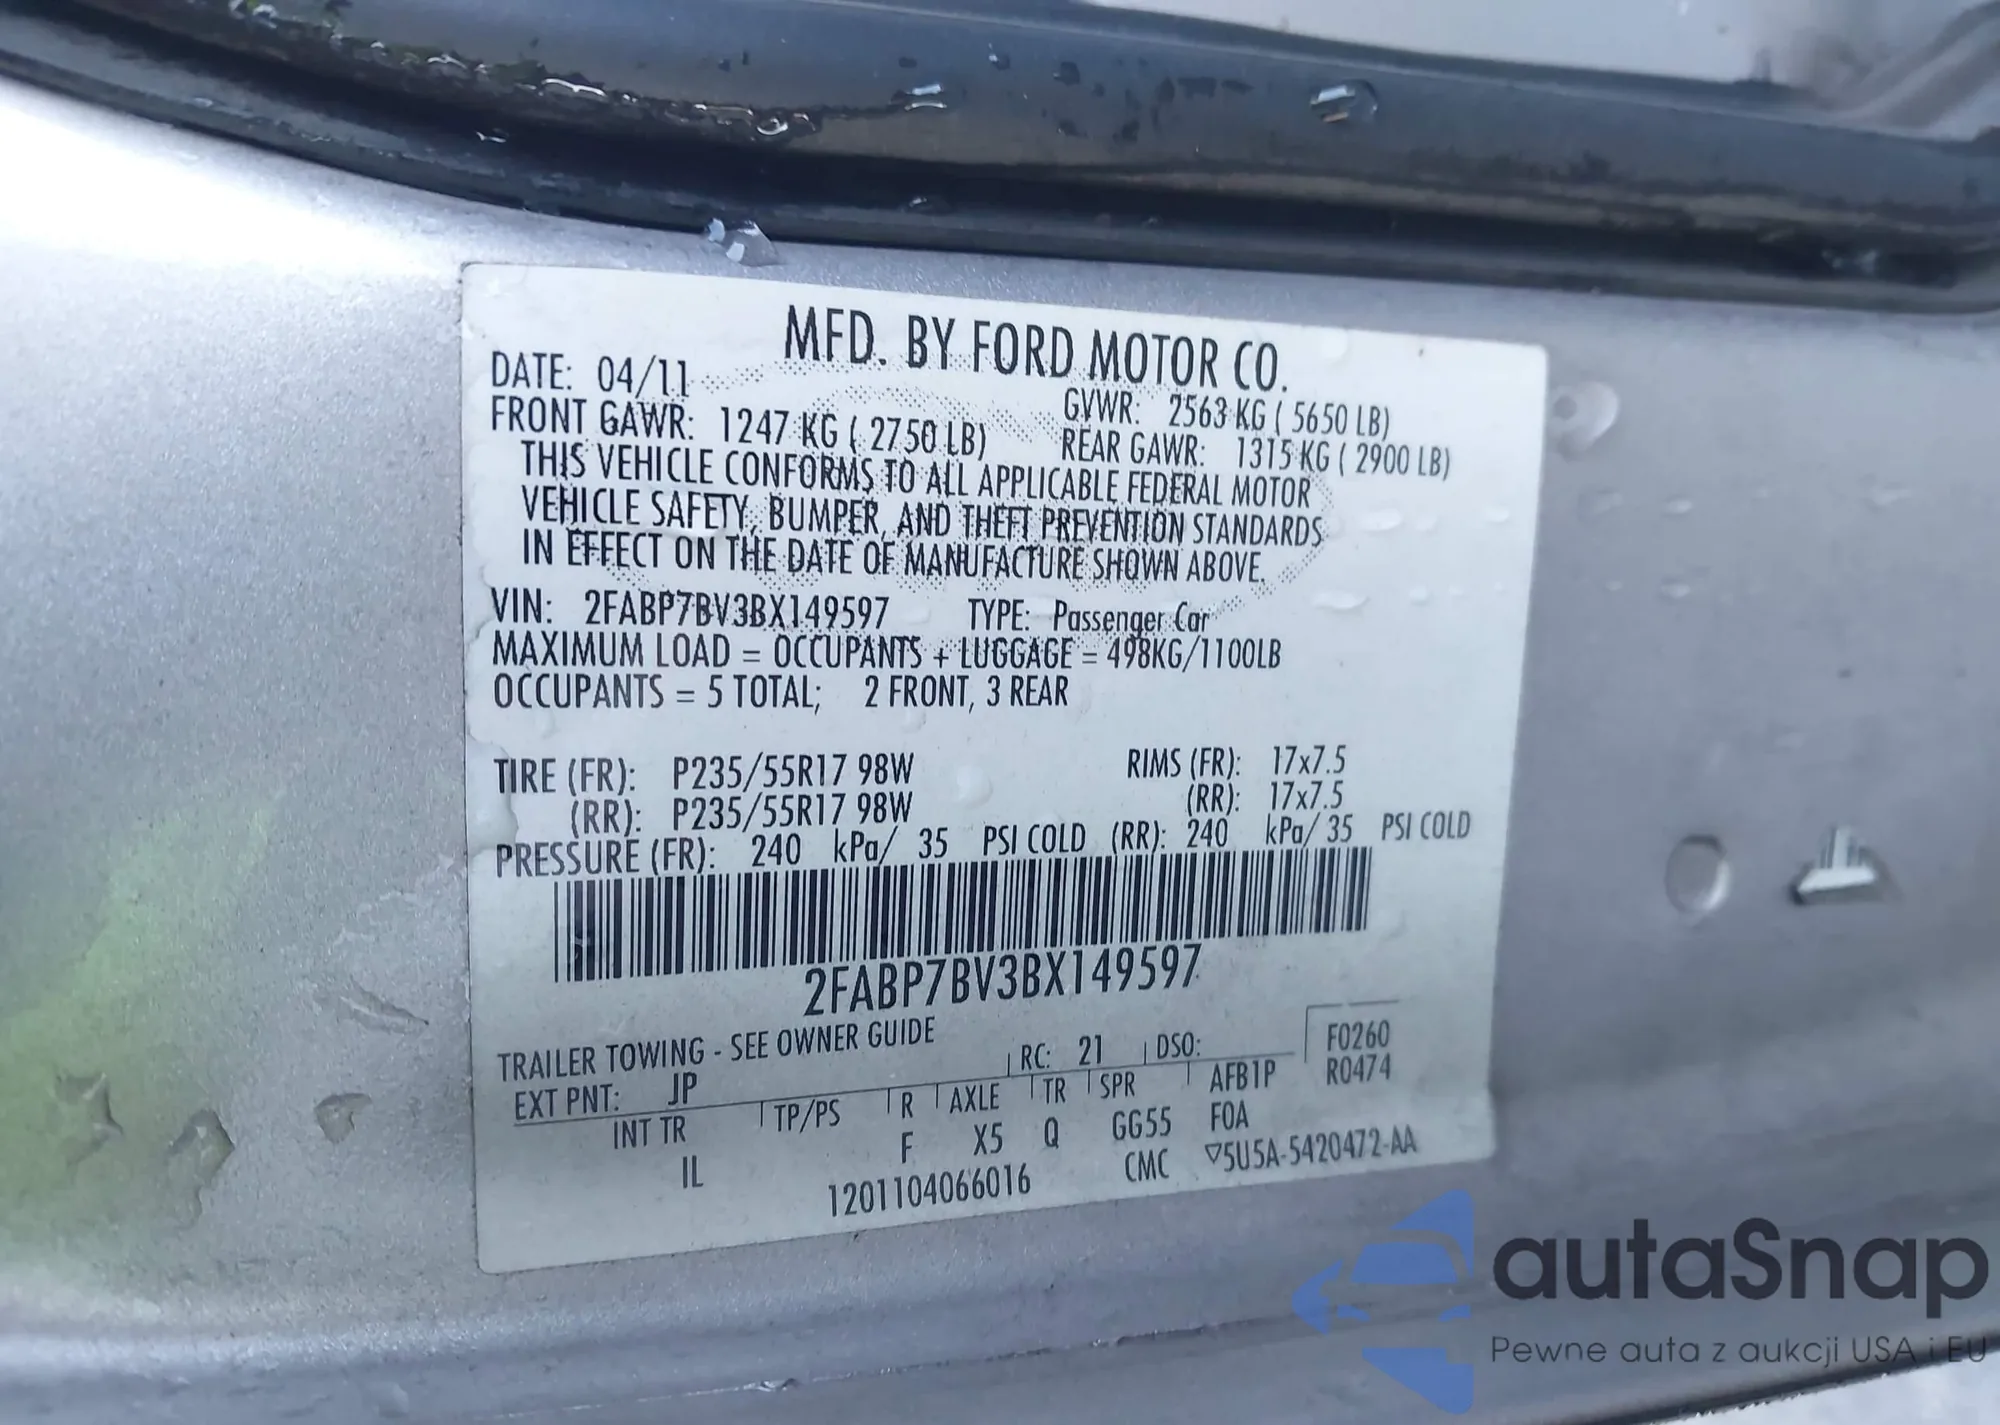 MFD. BY FORD MOTOR CO.
DATE: 04/11 GVWR: 2563 KG ( 5650 LB)
FRONT GAWR: 1247 KG ( 2750 LB) REAR GAWR: 1315 KG ( 2900 LB)
THIS VEHICLE CONFORMS TO ALL APPLICABLE FEDERAL MOTOR
VEHICLE SAFETY, BUMPER, AND THEFT PREVENTION STANDARDS
IN EFFECT ON THE DATE OF MANUFACTURE SHOWN ABOVE.
VIN: 2FABP7BV3BX149597 TYPE: Passenger Car
MAXIMUM LOAD = OCCUPANTS + LUGGAGE = 498KG/1100LB
OCCUPANTS = 5 TOTAL; 2 FRONT, 3 REAR
TIRE (FR): P235/55R17 98W RIMS (FR): 17x7.5
(RR): P235/55R17 98W (RR): 17x7.5
PRESSURE (FR): 240 kPa/ 35 PSI COLD (RR): 240 kPa/ 35 PSI COLD
2FABP7BV3BX149597
TRAILER TOWING - SEE OWNER GUIDE
RC: 21 DSO: F0260
EXT PNT: JP R0474
INT TR TP/PS R AXLE TR SPR AFB1P
IL F X5 Q GG55 FOA
1201104066016 CMC ▽5U5A-5420472-AA
autaSnap
Pewne auta z aukcji USA i EU